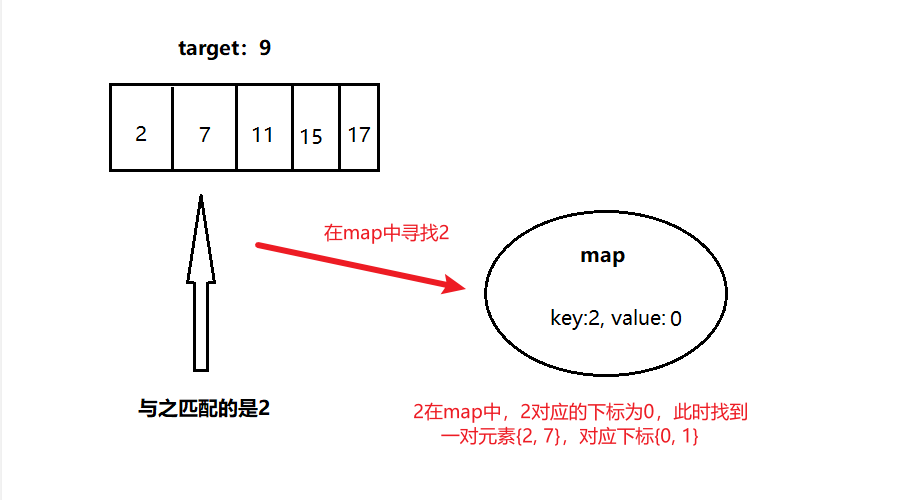 target：9
2 7 11 15 17
在map中寻找2
map
key:2, value: 0
与之匹配的是2
2在map中，2对应的下标为0，此时找到
一对元素{2, 7}，对应下标{0, 1}